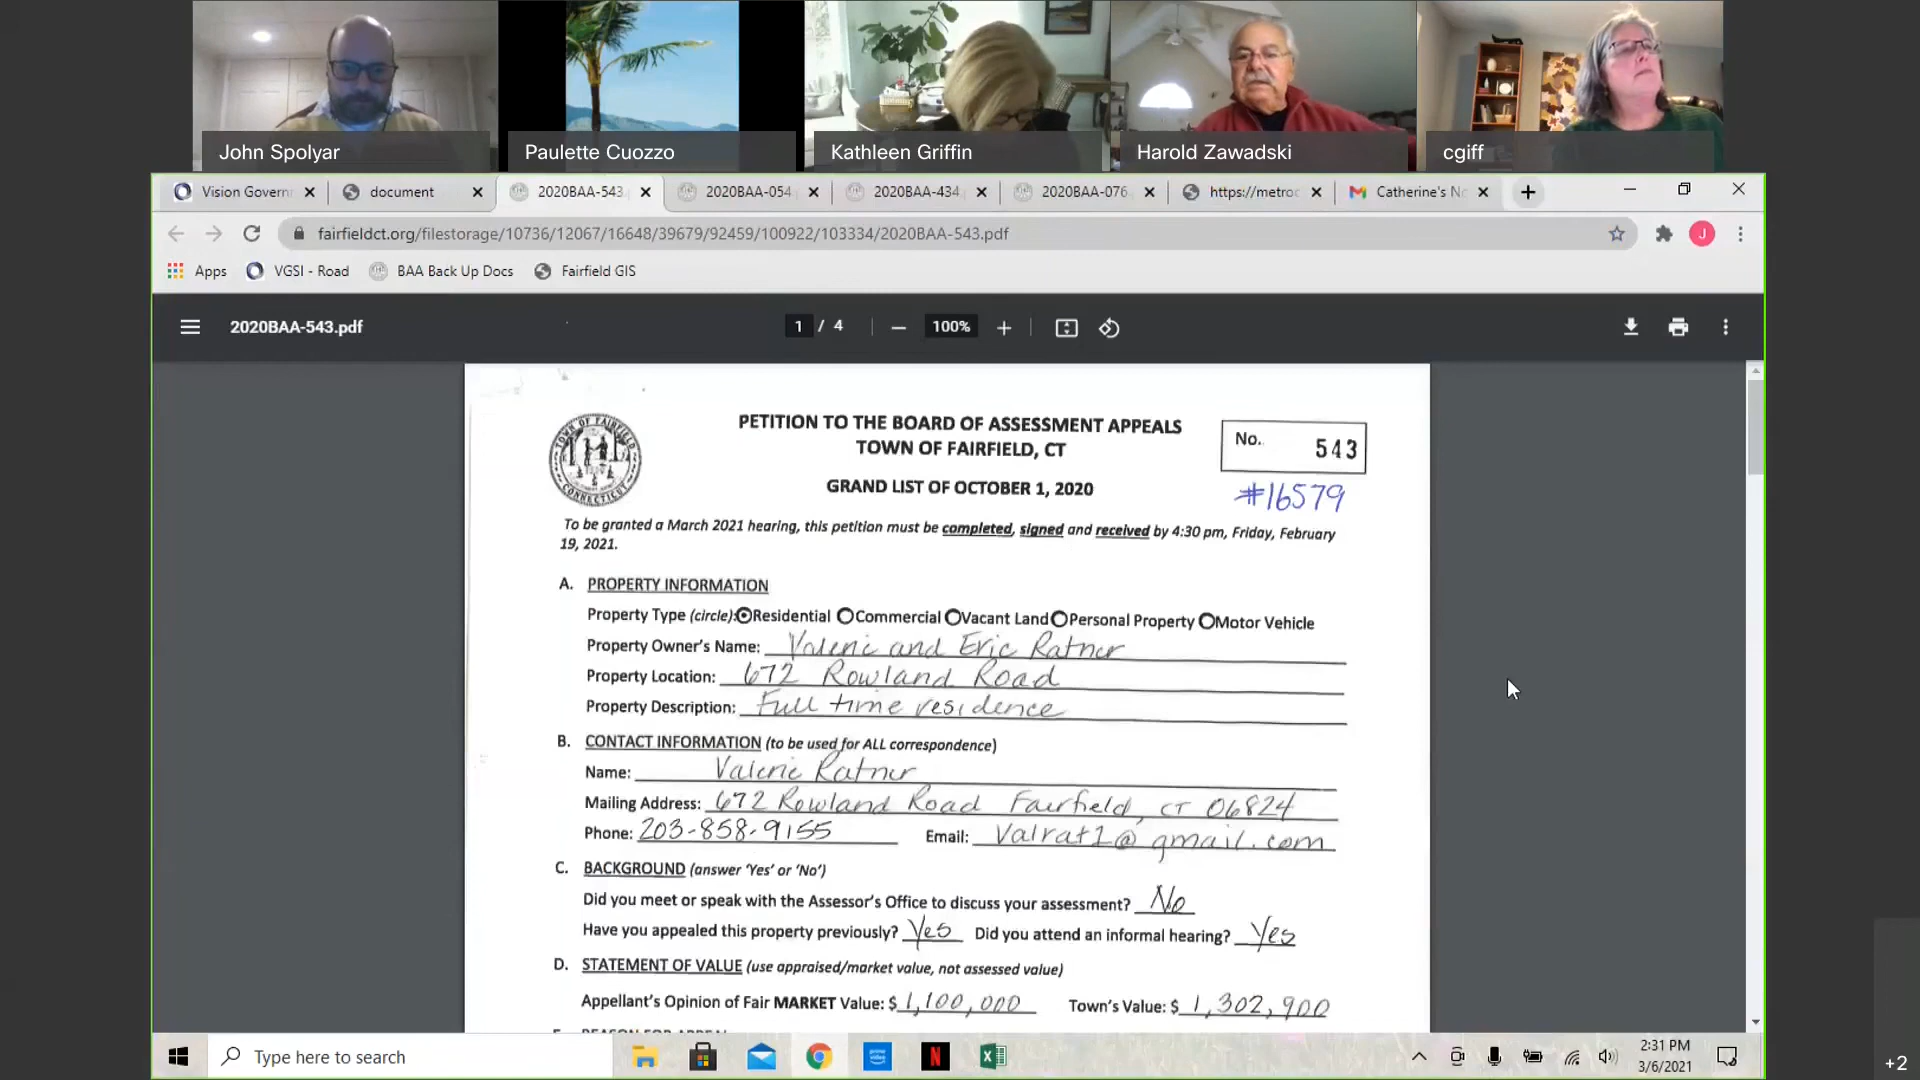 John Spolyar
Paulette Cuozzo
Kathleen Griffin
Harold Zawadski
cgiff
Vision Governm
document
2020BAA-543
2020BAA-054
2020BAA-434
2020BAA-076
https://metroc
Catherine's No
fairfieldct.org/filestorage/10736/12067/16648/39679/92459/100922/103334/2020BAA-543.pdf
J
Apps VGSI - Road BAA Back Up Docs Fairfield GIS
2020BAA-543.pdf 1 / 4 100%
PETITION TO THE BOARD OF ASSESSMENT APPEALS
TOWN OF FAIRFIELD, CT
GRAND LIST OF OCTOBER 1, 2020
No. 543
#16579
TOWN OF FAIRFIELD
CONNECTICUT
To be granted a March 2021 hearing, this petition must be completed, signed and received by 4:30 pm, Friday, February
19, 2021.
A. PROPERTY INFORMATION
Property Type (circle): Residential Commercial Vacant Land Personal Property Motor Vehicle
Property Owner's Name: Valerie and Eric Ratner
Property Location: 672 Rowland Road
Property Description: Full time residence
B. CONTACT INFORMATION (to be used for ALL correspondence)
Name: Valerie Ratner
Mailing Address: 672 Rowland Road Fairfield, CT 06824
Phone: 203-858-9155 Email: Valrat1@gmail.com
C. BACKGROUND (answer 'Yes' or 'No')
Did you meet or speak with the Assessor's Office to discuss your assessment? No
Have you appealed this property previously? Yes Did you attend an informal hearing? Yes
D. STATEMENT OF VALUE (use appraised/market value, not assessed value)
Appellant's Opinion of Fair MARKET Value: $1,100,000 Town's Value: $1,302,900
Type here to search
prime video
N
2:31 PM
3/6/2021
+2